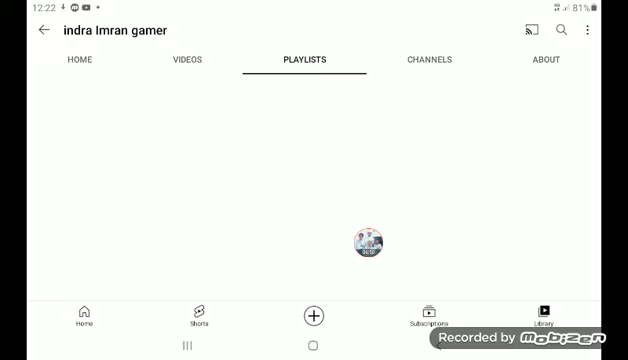 12:22 81%
indra Imran gamer
HOME VIDEOS PLAYLISTS CHANNELS ABOUT
Home Shorts Subscriptions Library
Recorded by MOBIZEN